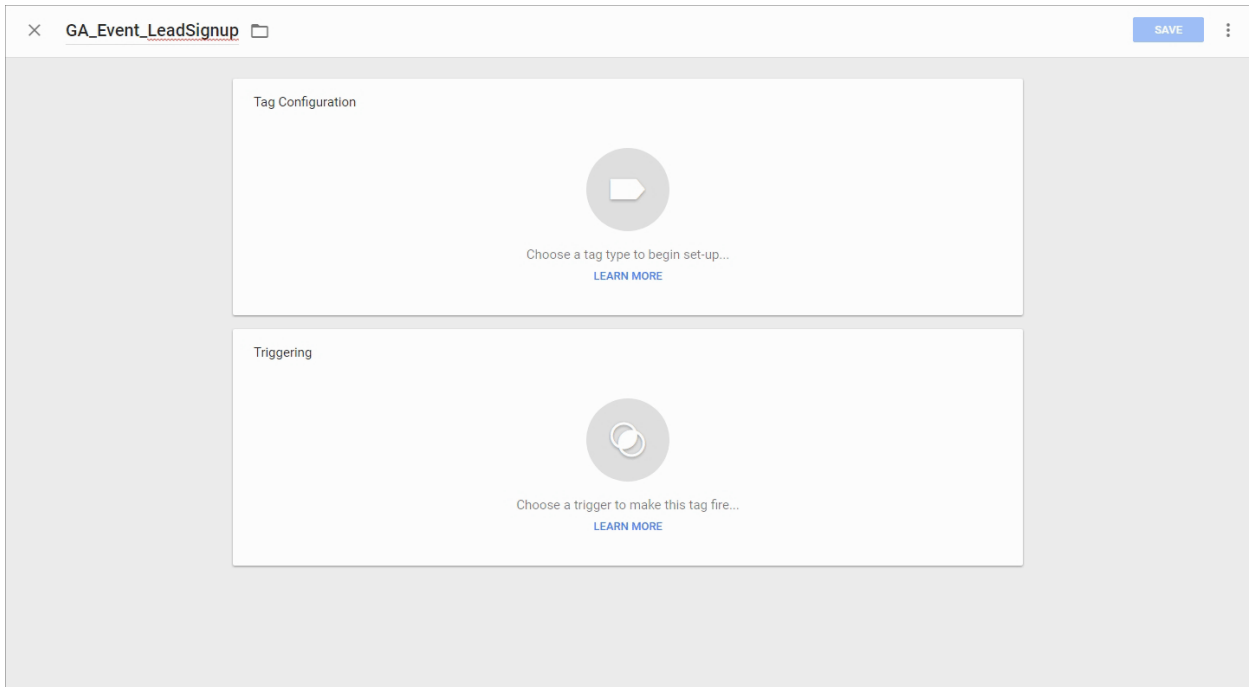 GA_Event_LeadSignup
SAVE
Tag Configuration
Choose a tag type to begin set-up...
LEARN MORE
Triggering
Choose a trigger to make this tag fire...
LEARN MORE